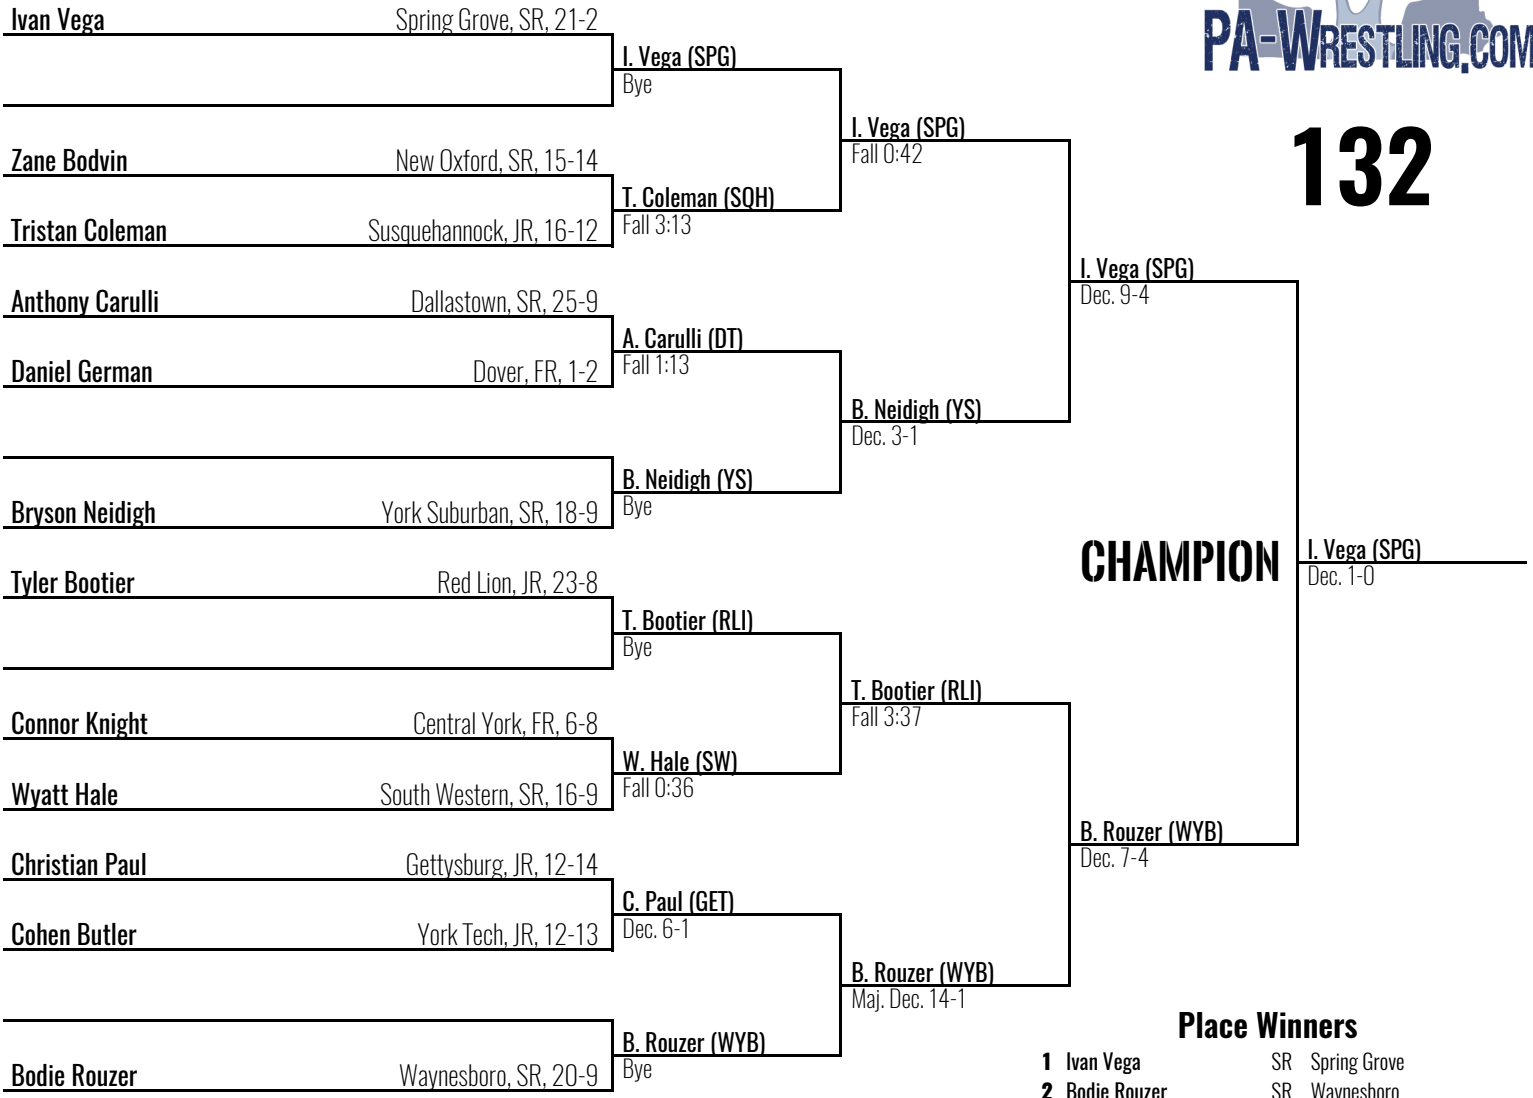 Ivan Vega Spring Grove, SR, 21-2
PA-WRESTLING.COM
I. Vega (SPG)
Bye
I. Vega (SPG)
Fall 0:42
132
Zane Bodvin New Oxford, SR, 15-14
T. Coleman (SQH)
Fall 3:13
Tristan Coleman Susquehannock, JR, 16-12
I. Vega (SPG)
Dec. 9-4
Anthony Carulli Dallastown, SR, 25-9
A. Carulli (DT)
Fall 1:13
Daniel German Dover, FR, 1-2
B. Neidigh (YS)
Dec. 3-1
B. Neidigh (YS)
Bye
Bryson Neidigh York Suburban, SR, 18-9
CHAMPION
I. Vega (SPG)
Dec. 1-0
Tyler Bootier Red Lion, JR, 23-8
T. Bootier (RLI)
Bye
T. Bootier (RLI)
Fall 3:37
Connor Knight Central York, FR, 6-8
W. Hale (SW)
Fall 0:36
Wyatt Hale South Western, SR, 16-9
B. Rouzer (WYB)
Dec. 7-4
Christian Paul Gettysburg, JR, 12-14
C. Paul (GET)
Dec. 6-1
Cohen Butler York Tech, JR, 12-13
B. Rouzer (WYB)
Maj. Dec. 14-1
B. Rouzer (WYB)
Bye
Bodie Rouzer Waynesboro, SR, 20-9
Place Winners
1 Ivan Vega SR Spring Grove
2 Bodie Rouzer SR Waynesboro